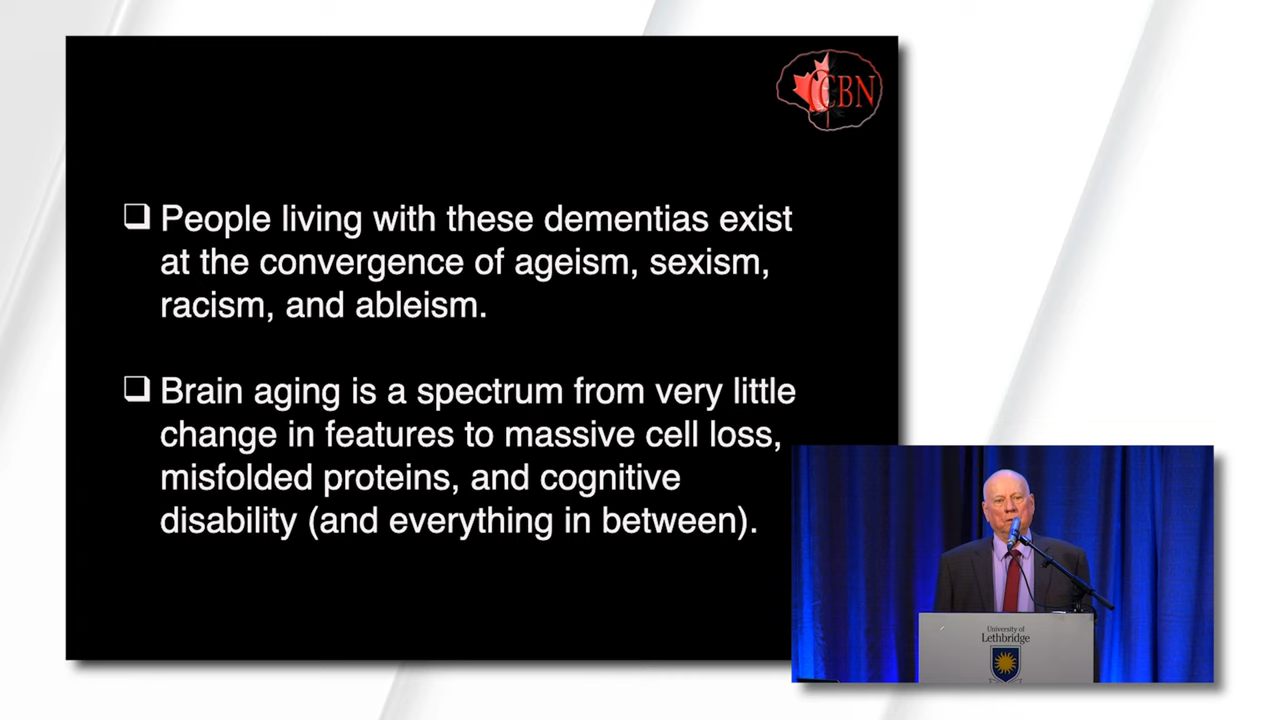 CCBN
❑ People living with these dementias exist
at the convergence of ageism, sexism,
racism, and ableism.
❑ Brain aging is a spectrum from very little
change in features to massive cell loss,
misfolded proteins, and cognitive
disability (and everything in between).
University of
Lethbridge